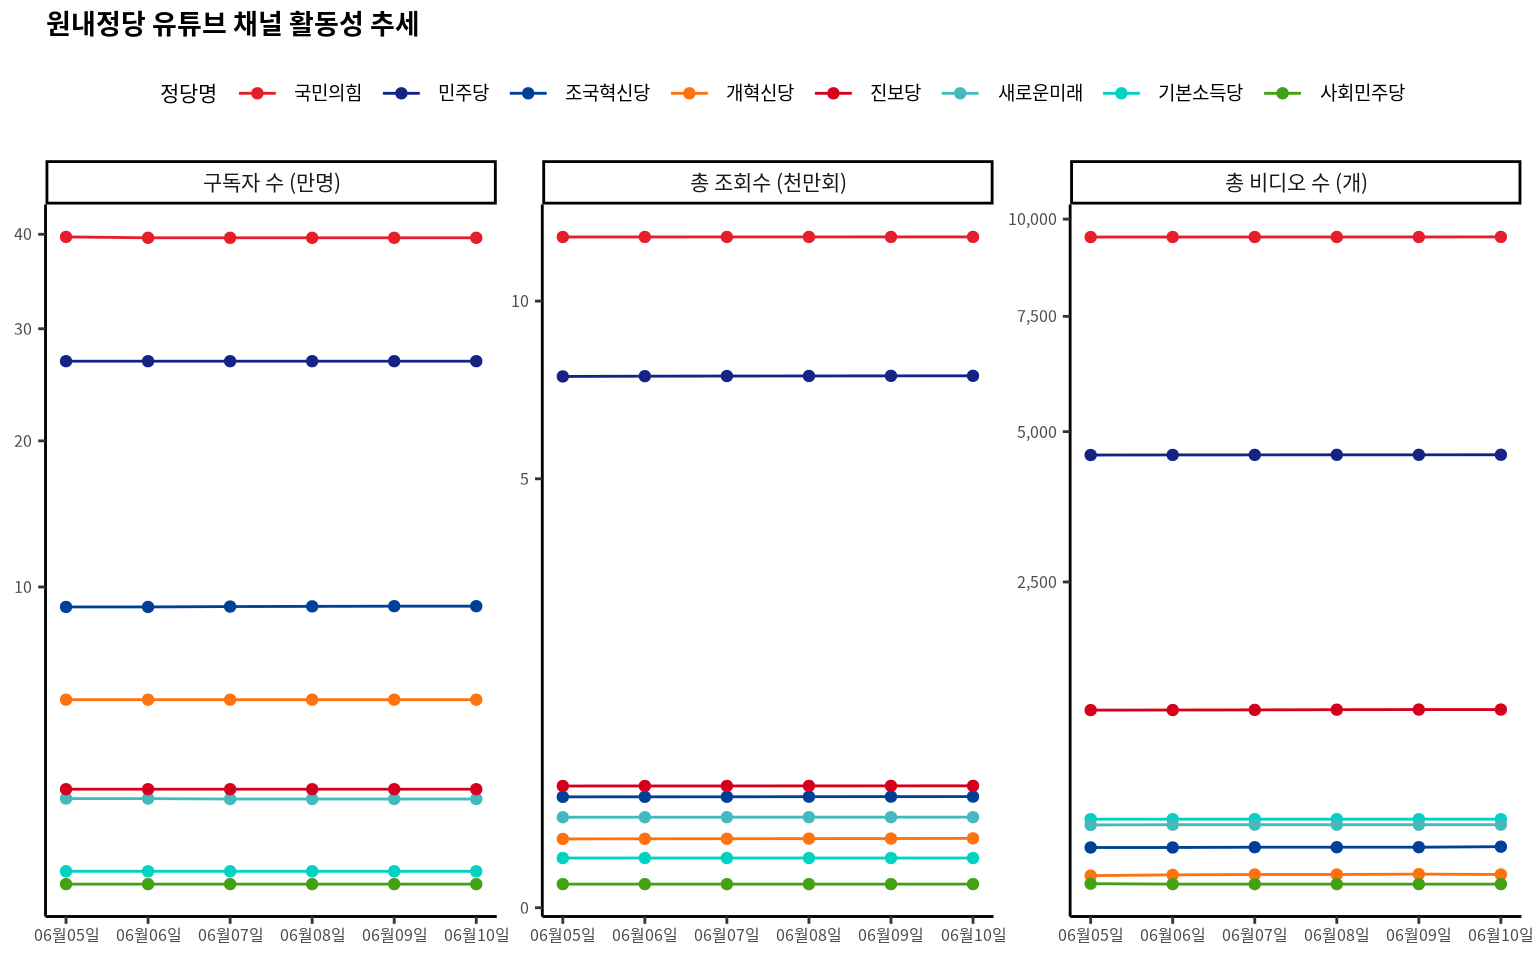 원내정당 유튜브 채널 활동성 추세
정당명 국민의힘 민주당 조국혁신당 개혁신당 진보당 새로운미래 기본소득당 사회민주당
구독자 수 (만명)
40
30
20
10
06월05일 06월06일 06월07일 06월08일 06월09일 06월10일
총 조회수 (천만회)
10
5
0
06월05일 06월06일 06월07일 06월08일 06월09일 06월10일
총 비디오 수 (개)
10,000
7,500
5,000
2,500
06월05일 06월06일 06월07일 06월08일 06월09일 06월10일